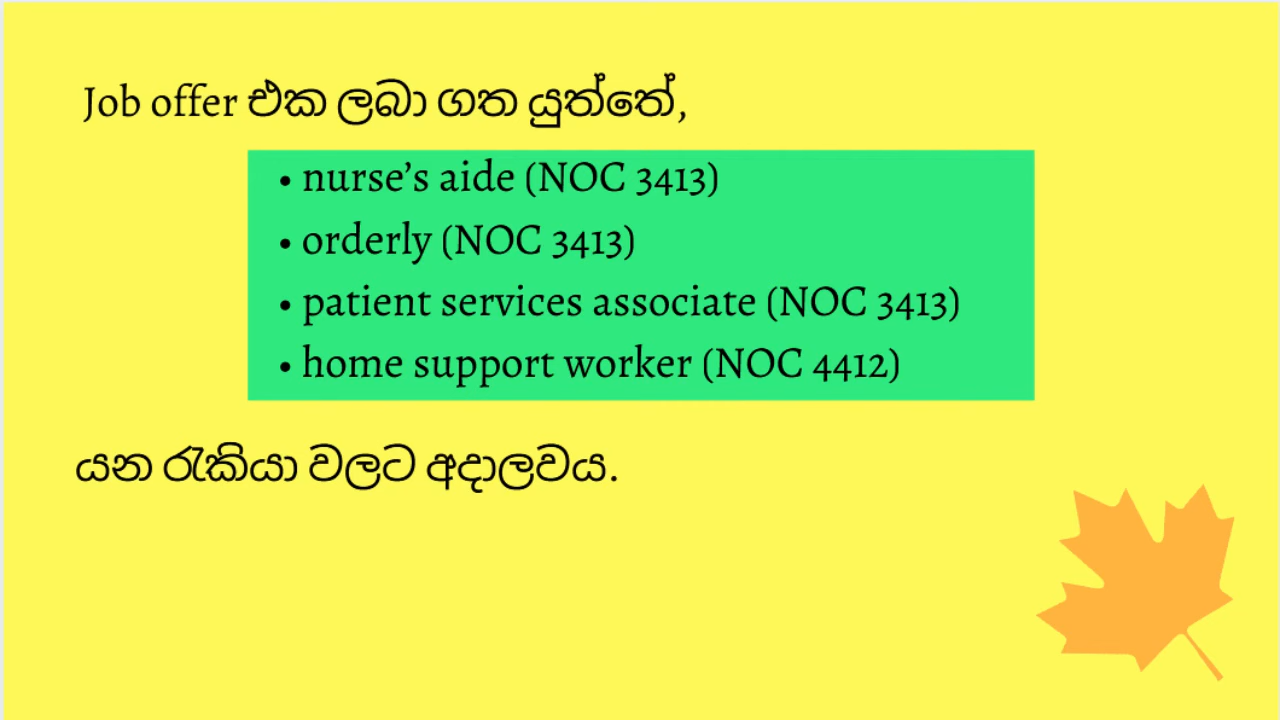 Job offer එක ලබා ගත යුත්තේ,
• nurse’s aide (NOC 3413)
• orderly (NOC 3413)
• patient services associate (NOC 3413)
• home support worker (NOC 4412)
යන රැකියා වලට අදාලවය.